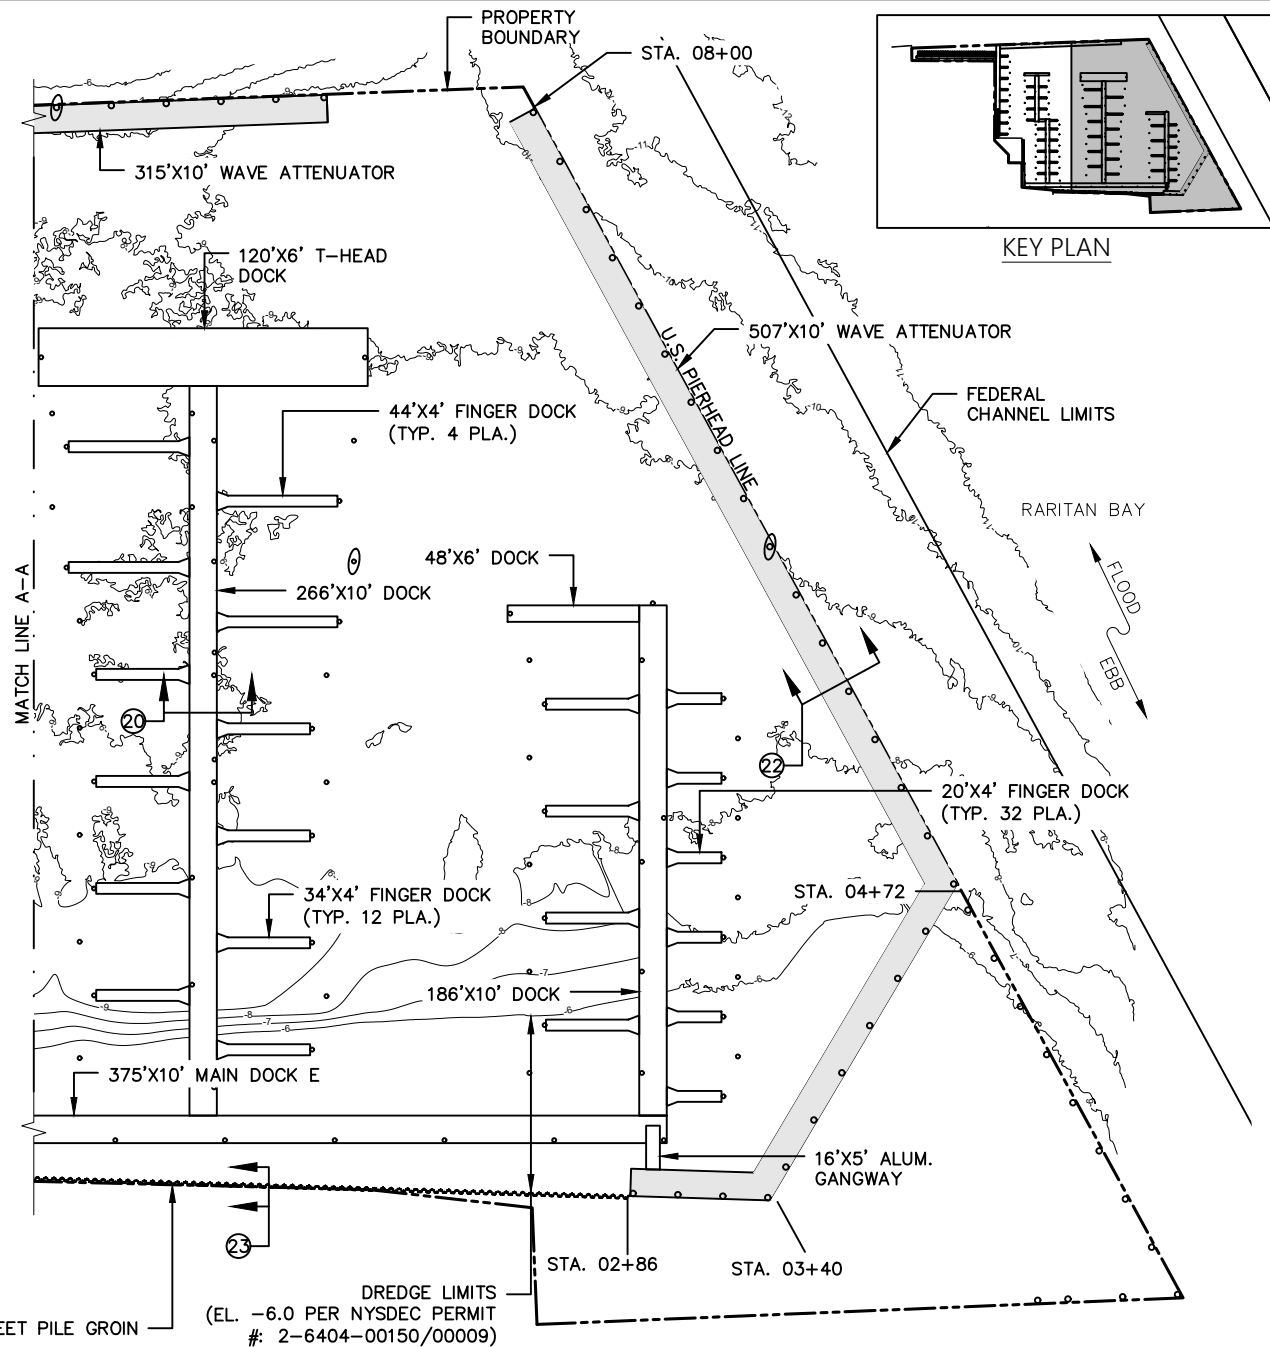 PROPERTY
BOUNDARY
STA. 08+00
KEY PLAN
315'X10' WAVE ATTENUATOR
120'X6' T-HEAD
DOCK
507'X10' WAVE ATTENUATOR
U.S. PIERHEAD LINE
FEDERAL
CHANNEL LIMITS
44'X4' FINGER DOCK
(TYP. 4 PLA.)
RARITAN BAY
FLOOD
EBB
48'X6' DOCK
266'X10' DOCK
MATCH LINE A-A
20
22
20'X4' FINGER DOCK
(TYP. 32 PLA.)
34'X4' FINGER DOCK
(TYP. 12 PLA.)
STA. 04+72
186'X10' DOCK
375'X10' MAIN DOCK E
16'X5' ALUM.
GANGWAY
23
STA. 02+86
STA. 03+40
DREDGE LIMITS
(EL. -6.0 PER NYSDEC PERMIT
#: 2-6404-00150/00009)
EET PILE GROIN